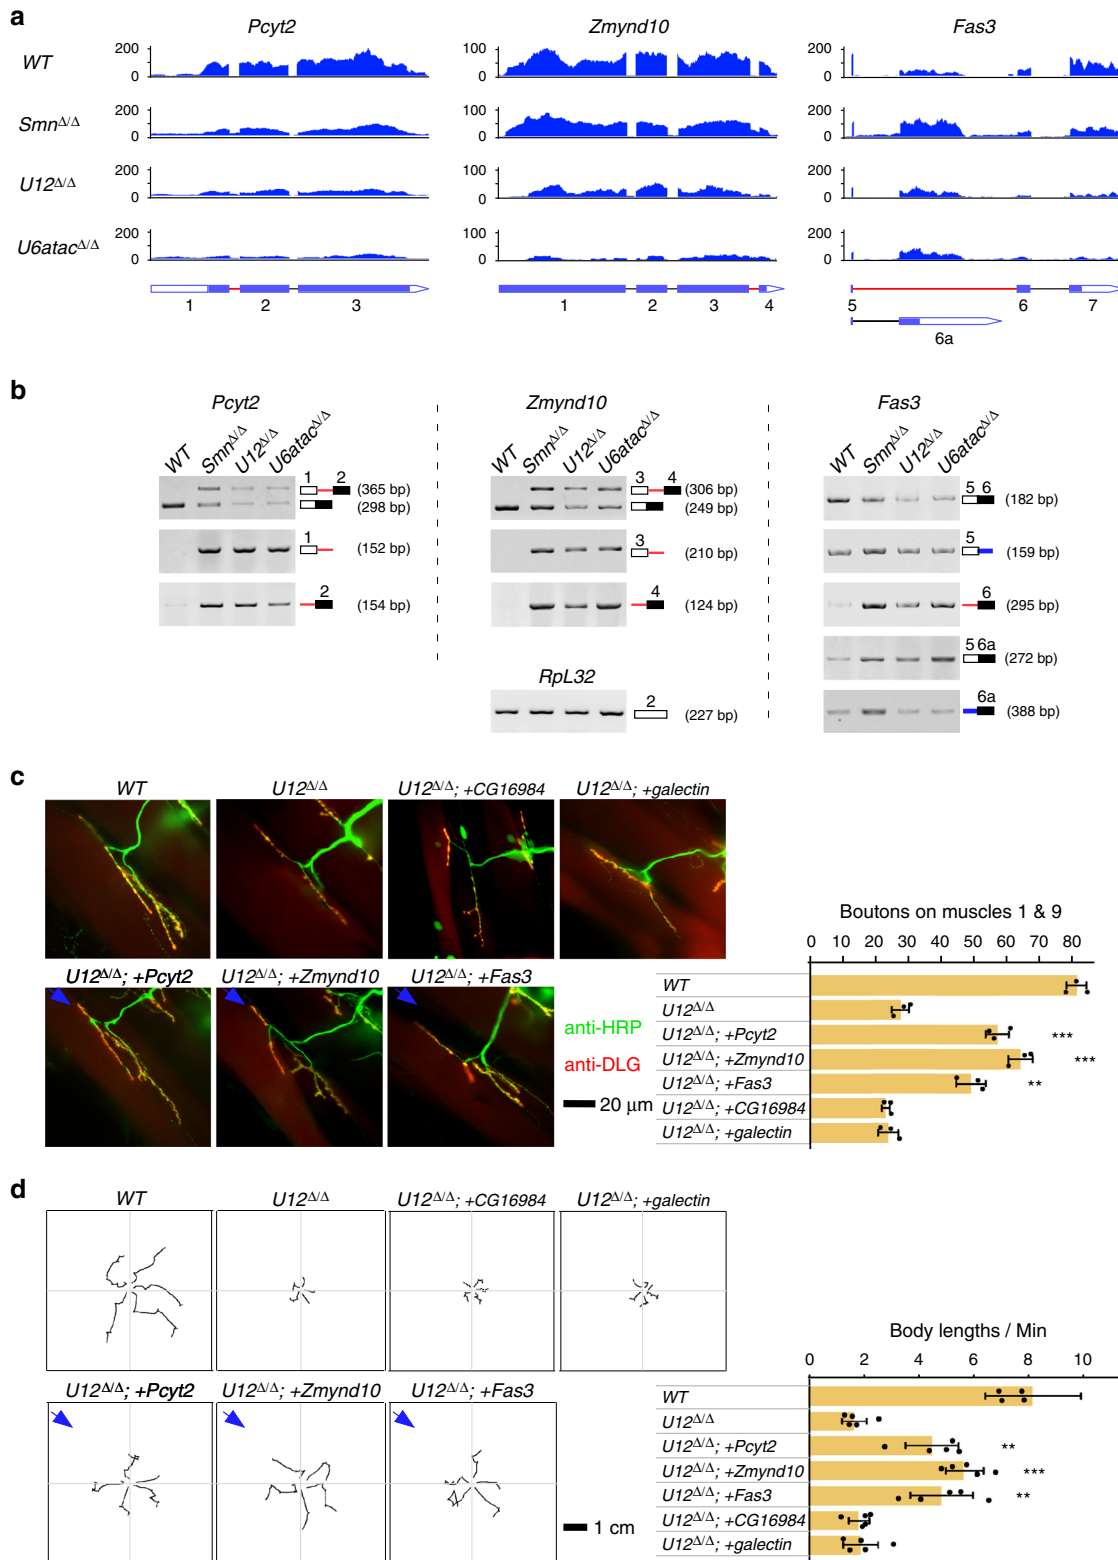 a
Pcyt2 Zmynd10 Fas3
WT 200 0 100 0 200 0
SmnΔ/Δ 200 0 100 0 200 0
U12Δ/Δ 200 0 100 0 200 0
U6atacΔ/Δ 200 0 100 0 200 0
1 2 3 1 2 3 4 5 6 7
6a
b
Pcyt2 Zmynd10 Fas3
WT SmnΔ/Δ U12Δ/Δ U6atacΔ/Δ WT SmnΔ/Δ U12Δ/Δ U6atacΔ/Δ WT SmnΔ/Δ U12Δ/Δ U6atacΔ/Δ
1 2 (365 bp) 3 4 (306 bp) 5 6 (182 bp)
(298 bp) (249 bp)
1 (152 bp) 3 (210 bp) 5 (159 bp)
2 (154 bp) 4 (124 bp) 6 (295 bp)
5 6a (272 bp)
RpL32
2 (227 bp) 6a (388 bp)
c
WT U12Δ/Δ U12Δ/Δ; +CG16984 U12Δ/Δ; +galectin
U12Δ/Δ; +Pcyt2 U12Δ/Δ; +Zmynd10 U12Δ/Δ; +Fas3
anti-HRP
anti-DLG
20 μm
Boutons on muscles 1 & 9
0 10 20 30 40 50 60 70 80
WT
U12Δ/Δ
U12Δ/Δ; +Pcyt2 ***
U12Δ/Δ; +Zmynd10 ***
U12Δ/Δ; +Fas3 **
U12Δ/Δ; +CG16984
U12Δ/Δ; +galectin
d
WT U12Δ/Δ U12Δ/Δ; +CG16984 U12Δ/Δ; +galectin
U12Δ/Δ; +Pcyt2 U12Δ/Δ; +Zmynd10 U12Δ/Δ; +Fas3
1 cm
Body lengths / Min
0 2 4 6 8 10
WT
U12Δ/Δ
U12Δ/Δ; +Pcyt2 **
U12Δ/Δ; +Zmynd10 ***
U12Δ/Δ; +Fas3 **
U12Δ/Δ; +CG16984
U12Δ/Δ; +galectin